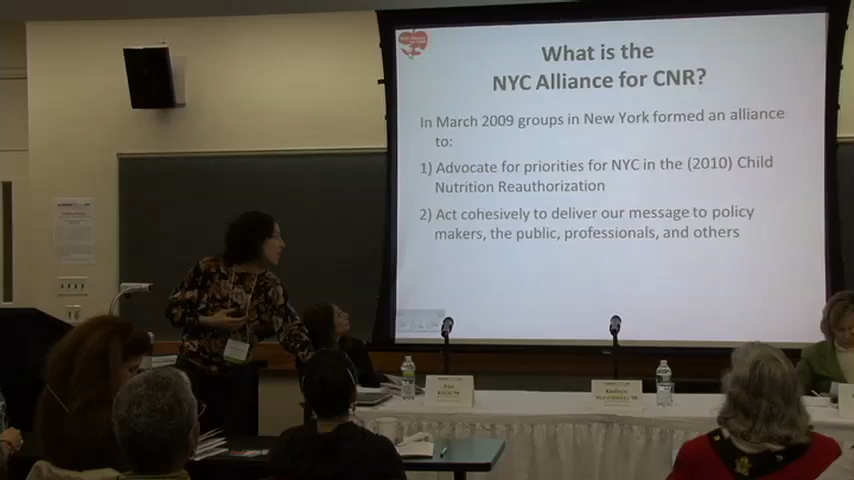 What is the
NYC Alliance for CNR?
In March 2009 groups in New York formed an alliance
to:
1) Advocate for priorities for NYC in the (2010) Child
Nutrition Reauthorization
2) Act cohesively to deliver our message to policy
makers, the public, professionals, and others